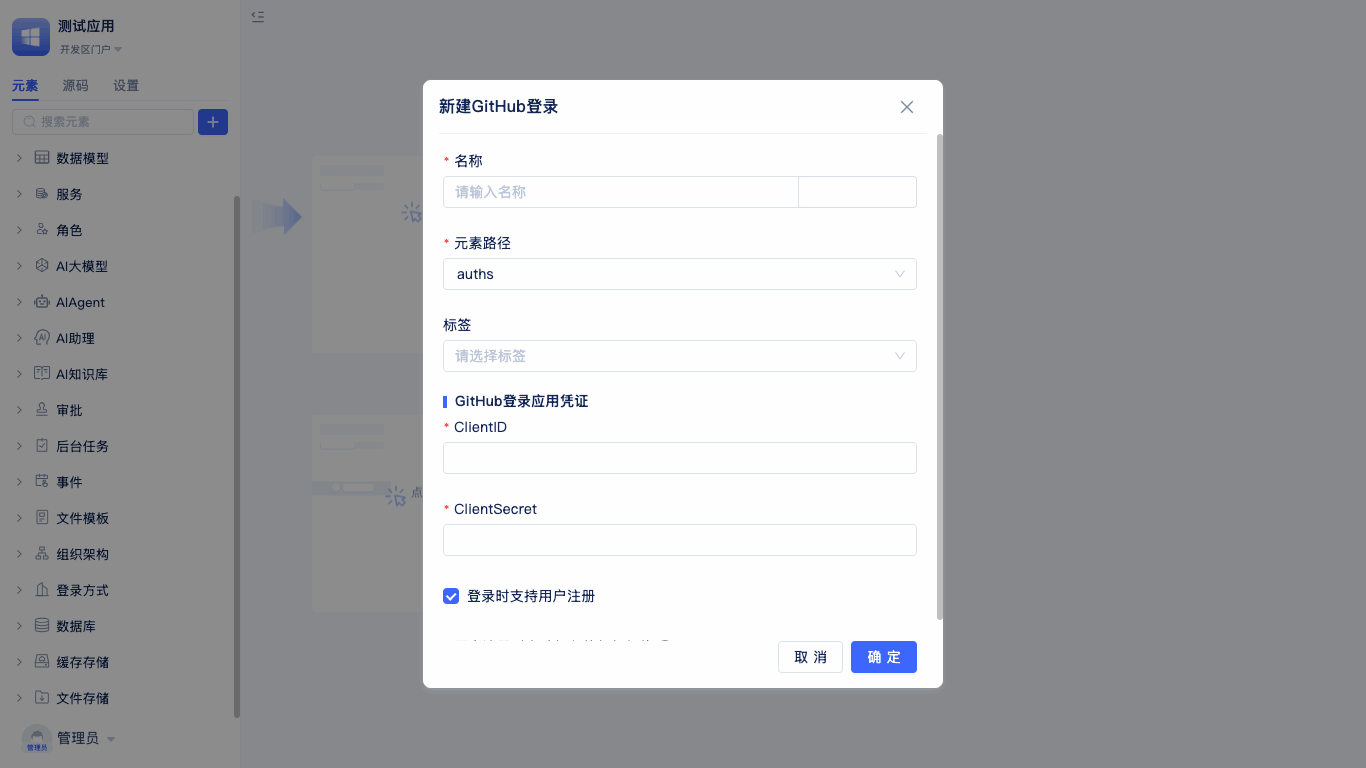 测试应用
开发区门户
元素 源码 设置
搜索元素
数据模型
服务
角色
AI大模型
AIAgent
AI助理
AI知识库
审批
后台任务
事件
文件模板
组织架构
登录方式
数据库
缓存存储
文件存储
管理员
管理员
点
新建GitHub登录
* 名称
请输入名称
* 元素路径
auths
标签
请选择标签
GitHub登录应用凭证
* ClientID
* ClientSecret
登录时支持用户注册
取 消 确 定